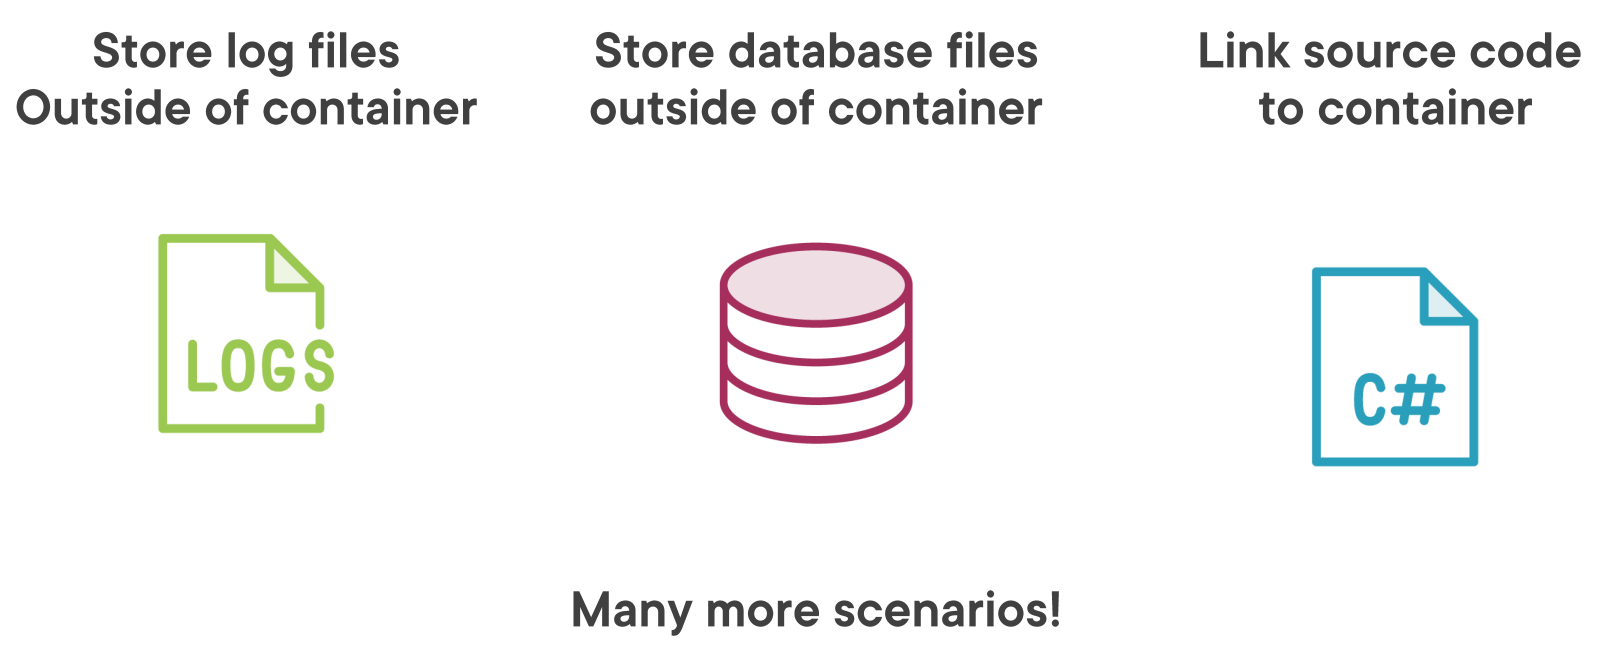 Store log files
Outside of container
Store database files
outside of container
Link source code
to container
LOGS
C#
Many more scenarios!